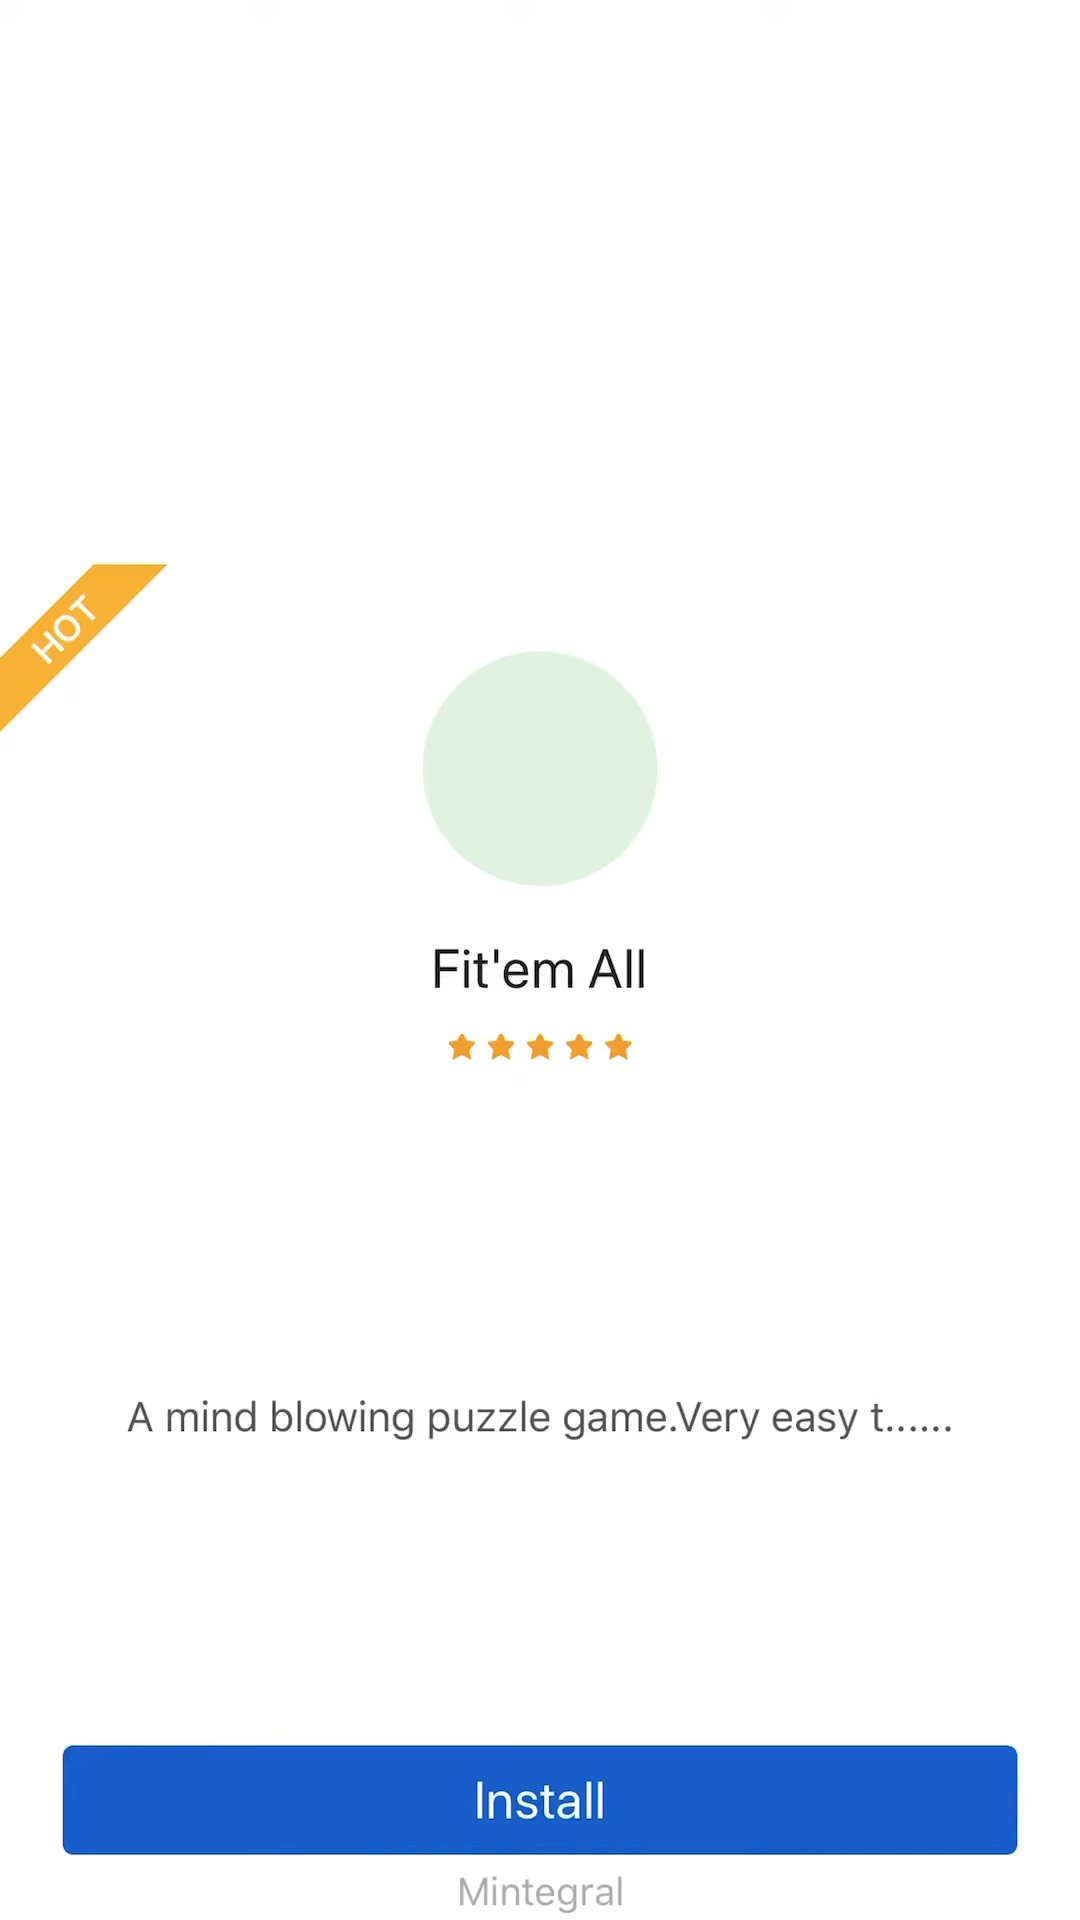 HOT
Fit'em All
A mind blowing puzzle game.Very easy t......
Install
Mintegral